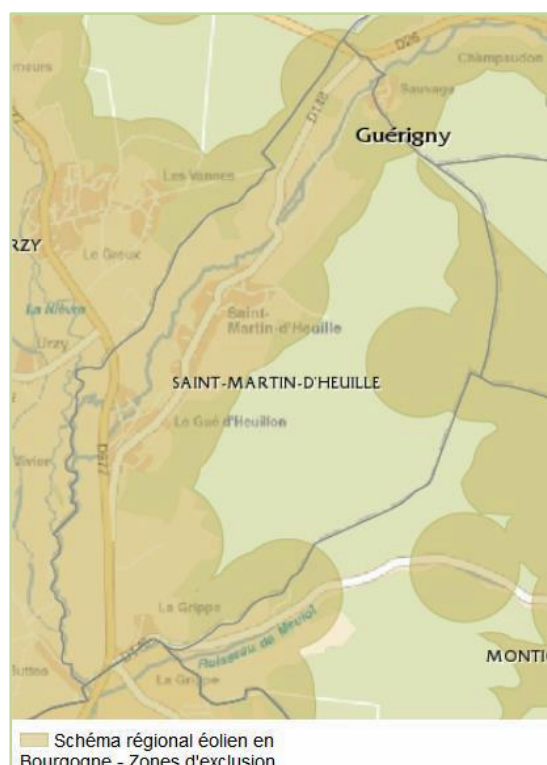 D26
Champaudon
Sauvage
D148
Guérigny
Les Vannes
RZY
Le Greux
La Nièvre
Urzy
Saint-
Martin-d'Heuille
SAINT-MARTIN-D'HEUILLE
Le Gué d'Heuillon
D977
La Grippe
Ruisseau de Meulot
La Grippe
MONTI
Schéma régional éolien en
Bourgogne - Zones d'exclusion